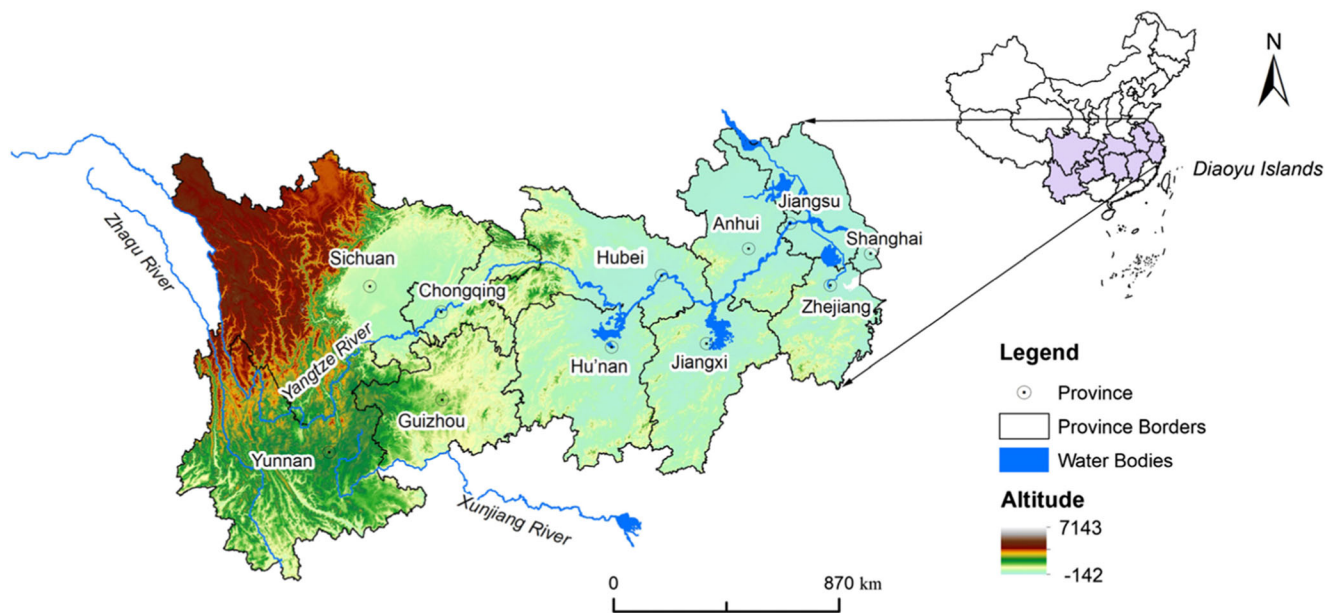 N
Diaoyu Islands
Zhaqu River
Sichuan
Chongqing
Yangtze River
Yunnan
Guizhou
Xunjiang River
Hubei
Hu'nan
Jiangxi
Anhui
Jiangsu
Shanghai
Zhejiang
Legend
Province
Province Borders
Water Bodies
Altitude
7143
-142
0
870 km